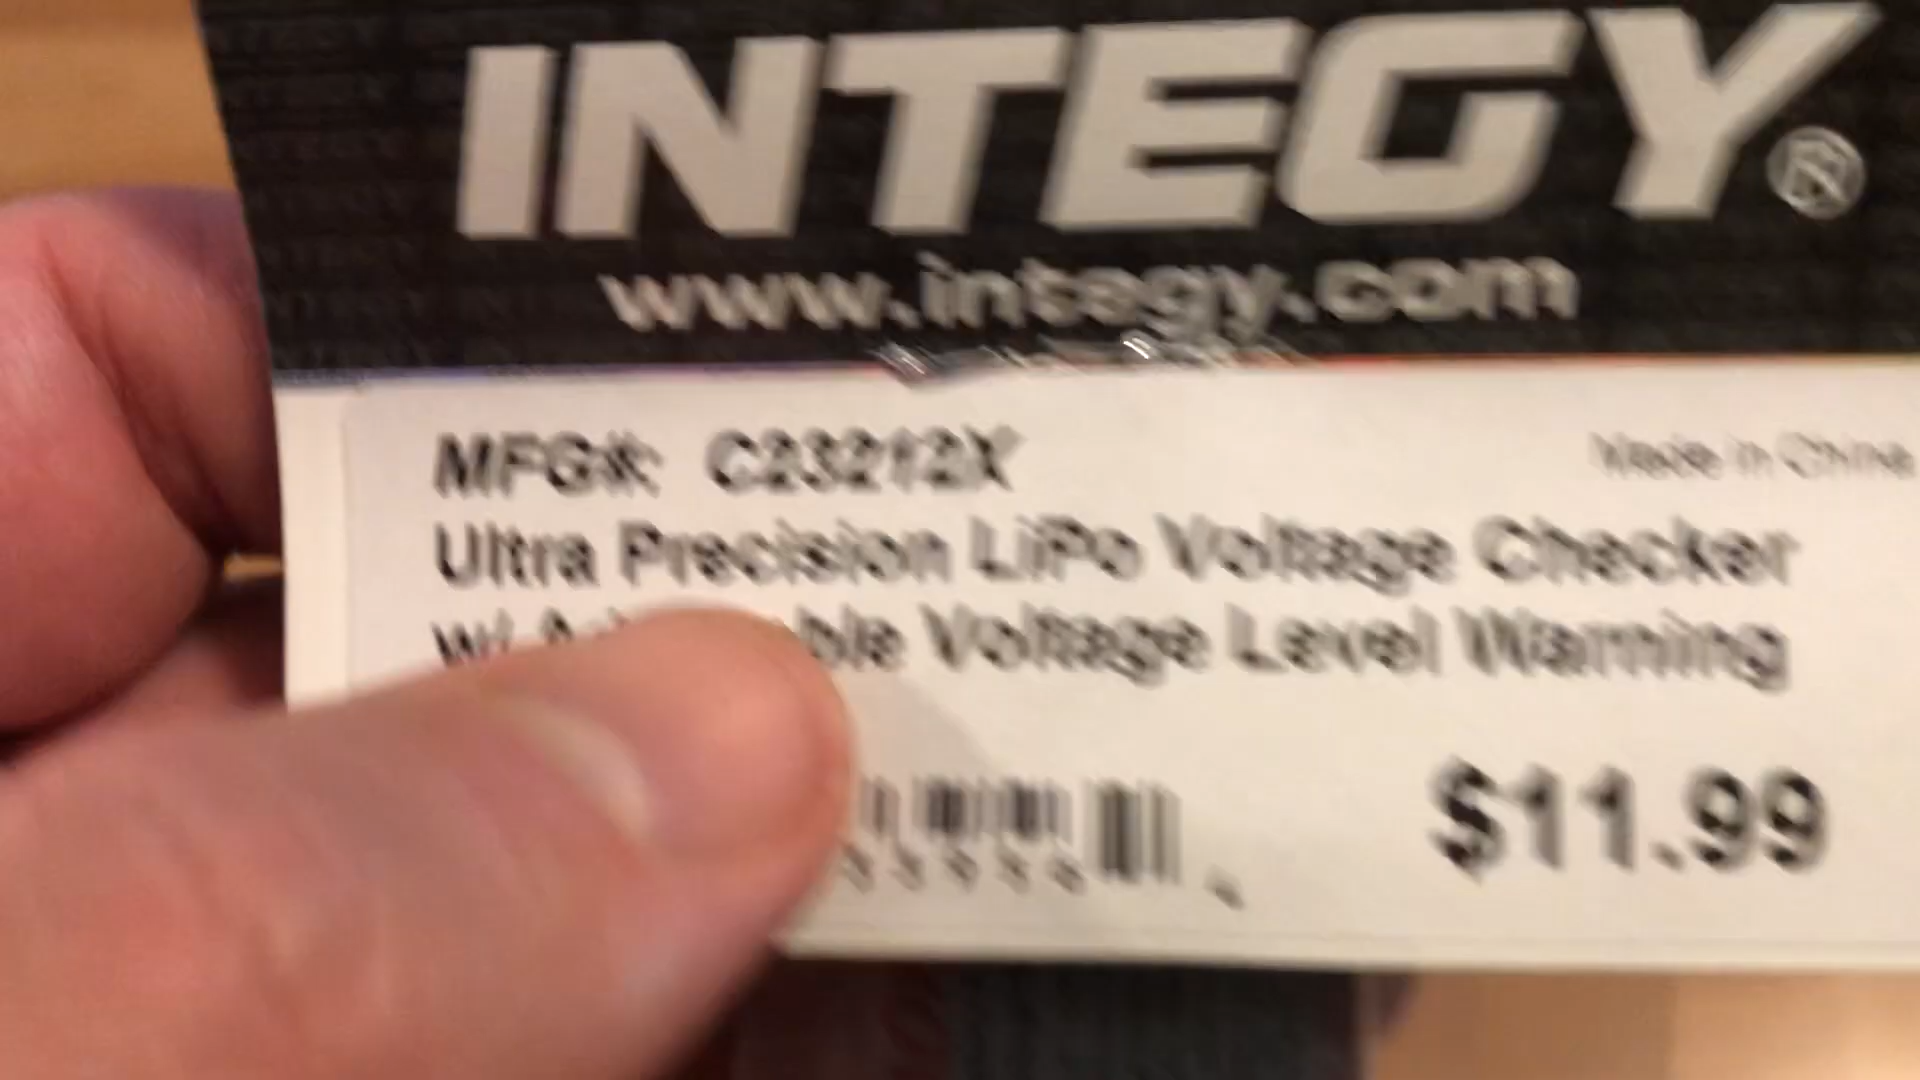 INTEGY®
www.integy.com
MFG#: C23212X
Made in China
Ultra Precision LiPo Voltage Checker
w/ Voltage Level Warning
$11.99